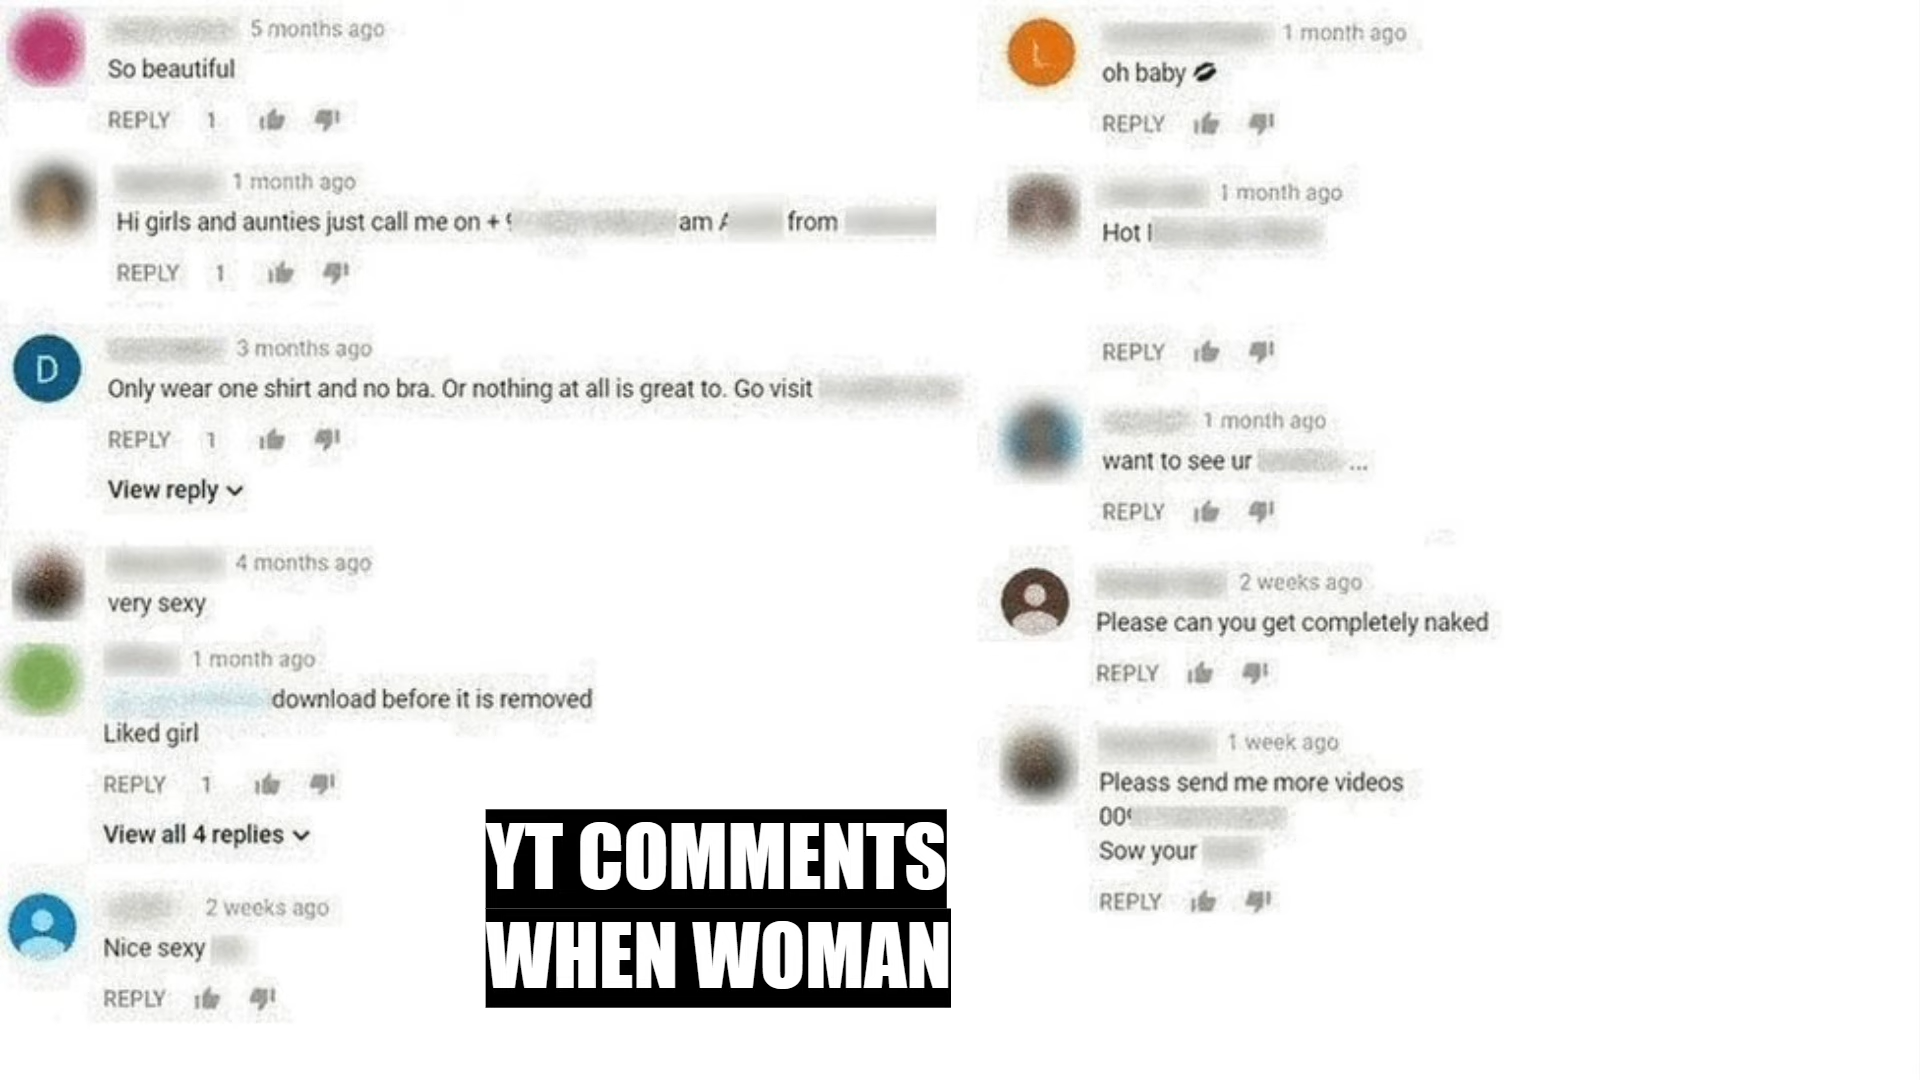 5 months ago
So beautiful
REPLY 1
1 month ago
Hi girls and aunties just call me on + am from
REPLY 1
D
3 months ago
Only wear one shirt and no bra. Or nothing at all is great to. Go visit
REPLY 1
View reply
4 months ago
very sexy
1 month ago
download before it is removed
Liked girl
REPLY 1
View all 4 replies
2 weeks ago
Nice sexy
REPLY
L
1 month ago
oh baby
REPLY
1 month ago
Hot
REPLY
1 month ago
want to see ur ...
REPLY
2 weeks ago
Please can you get completely naked
REPLY
1 week ago
Pleass send me more videos
00
Sow your
REPLY
YT COMMENTS
WHEN WOMAN